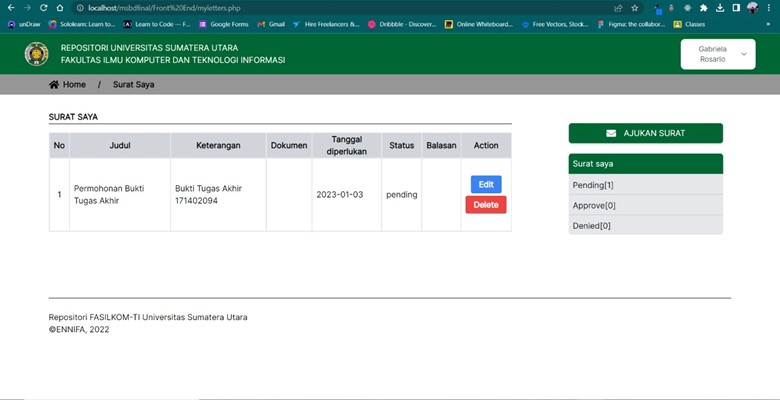 localhost/msbdfinal/Front%20End/myletters.php
unDraw
Sololearn: Learn to...
Learn to Code — F...
Google Forms
Gmail
Hire Freelancers &...
Dribbble - Discover...
Online Whiteboard...
Free Vectors, Stock...
Figma: the collabor...
Classes
REPOSITORI UNIVERSITAS SUMATERA UTARA
FAKULTAS ILMU KOMPUTER DAN TEKNOLOGI INFORMASI
Gabriela
Rosario
Home / Surat Saya
SURAT SAYA
No Judul Keterangan Dokumen Tanggal diperlukan Status Balasan Action
1 Permohonan Bukti Tugas Akhir Bukti Tugas Akhir 171402094 2023-01-03 pending Edit
Delete
AJUKAN SURAT
Surat saya
Pending[1]
Approve[0]
Denied[0]
Repositori FASILKOM-TI Universitas Sumatera Utara
©ENNIFA, 2022